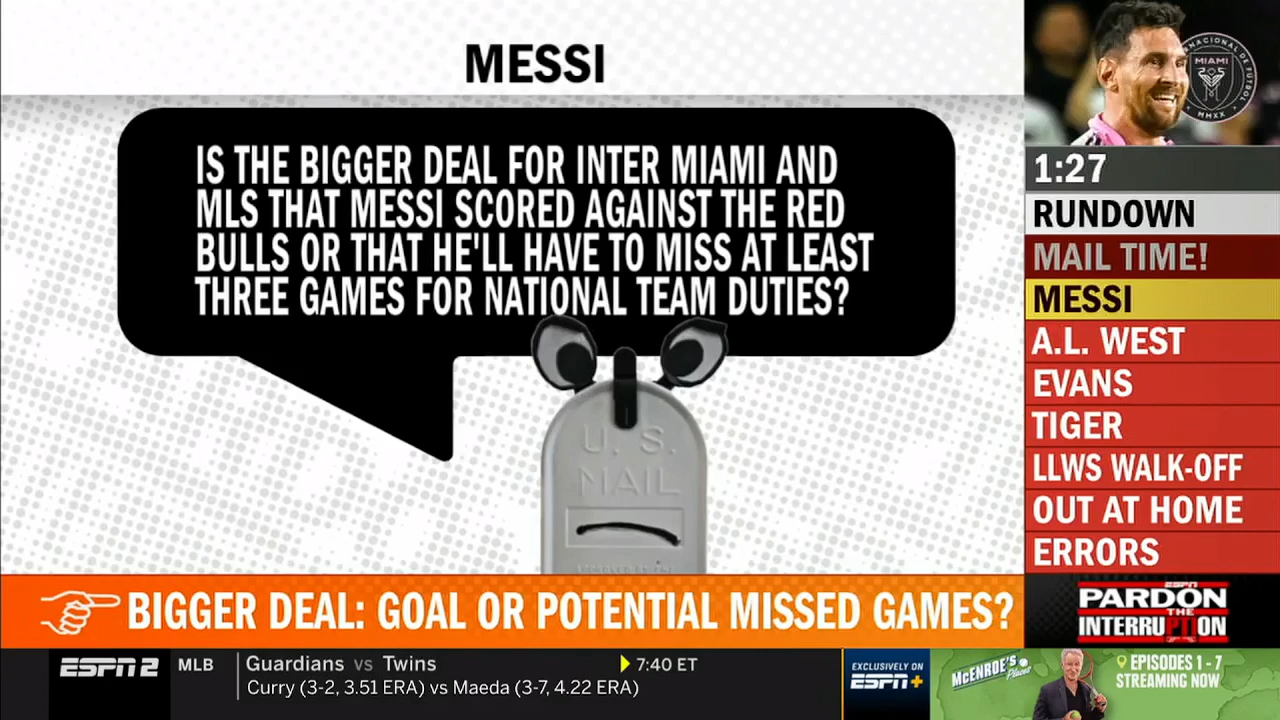 MESSI
IS THE BIGGER DEAL FOR INTER MIAMI AND
MLS THAT MESSI SCORED AGAINST THE RED
BULLS OR THAT HE'LL HAVE TO MISS AT LEAST
THREE GAMES FOR NATIONAL TEAM DUTIES?
U. S.
MAIL
BIGGER DEAL: GOAL OR POTENTIAL MISSED GAMES?
MIAMI
MMXX
1:27
RUNDOWN
MAIL TIME!
MESSI
A.L. WEST
EVANS
TIGER
LLWS WALK-OFF
OUT AT HOME
ERRORS
ESPN
PARDON
THE
INTERRUPTION
ESPN2
MLB
Guardians vs Twins
7:40 ET
Curry (3-2, 3.51 ERA) vs Maeda (3-7, 4.22 ERA)
EXCLUSIVELY ON
ESPN+
McENROE'S
Places
EPISODES 1 - 7
STREAMING NOW